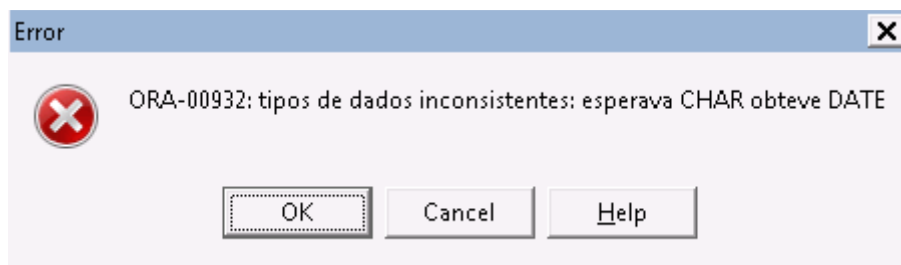 Error
ORA-00932: tipos de dados inconsistentes: esperava CHAR obteve DATE
OK
Cancel
Help